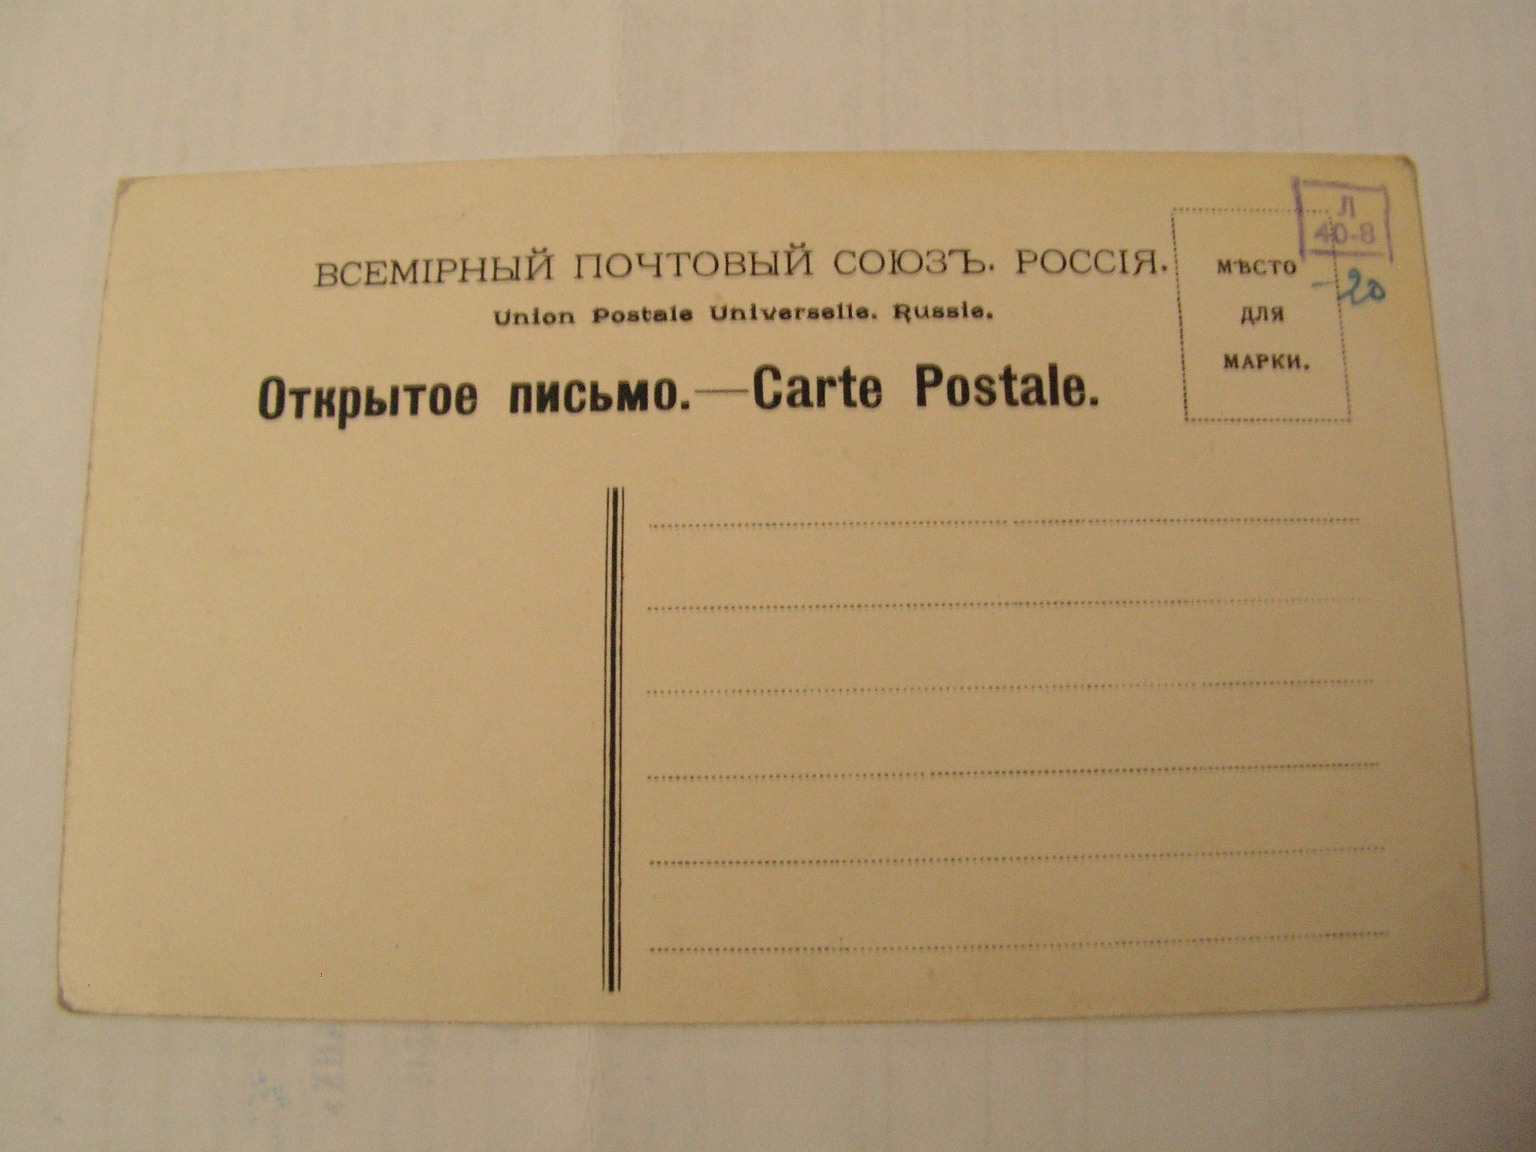 Л
40-8
ВСЕМІРНЫЙ ПОЧТОВЫЙ СОЮЗЪ. РОССІЯ.
Union Postale Universelle. Russie.
Открытое письмо.—Carte Postale.
МѢСТО
ДЛЯ
МАРКИ.
-20